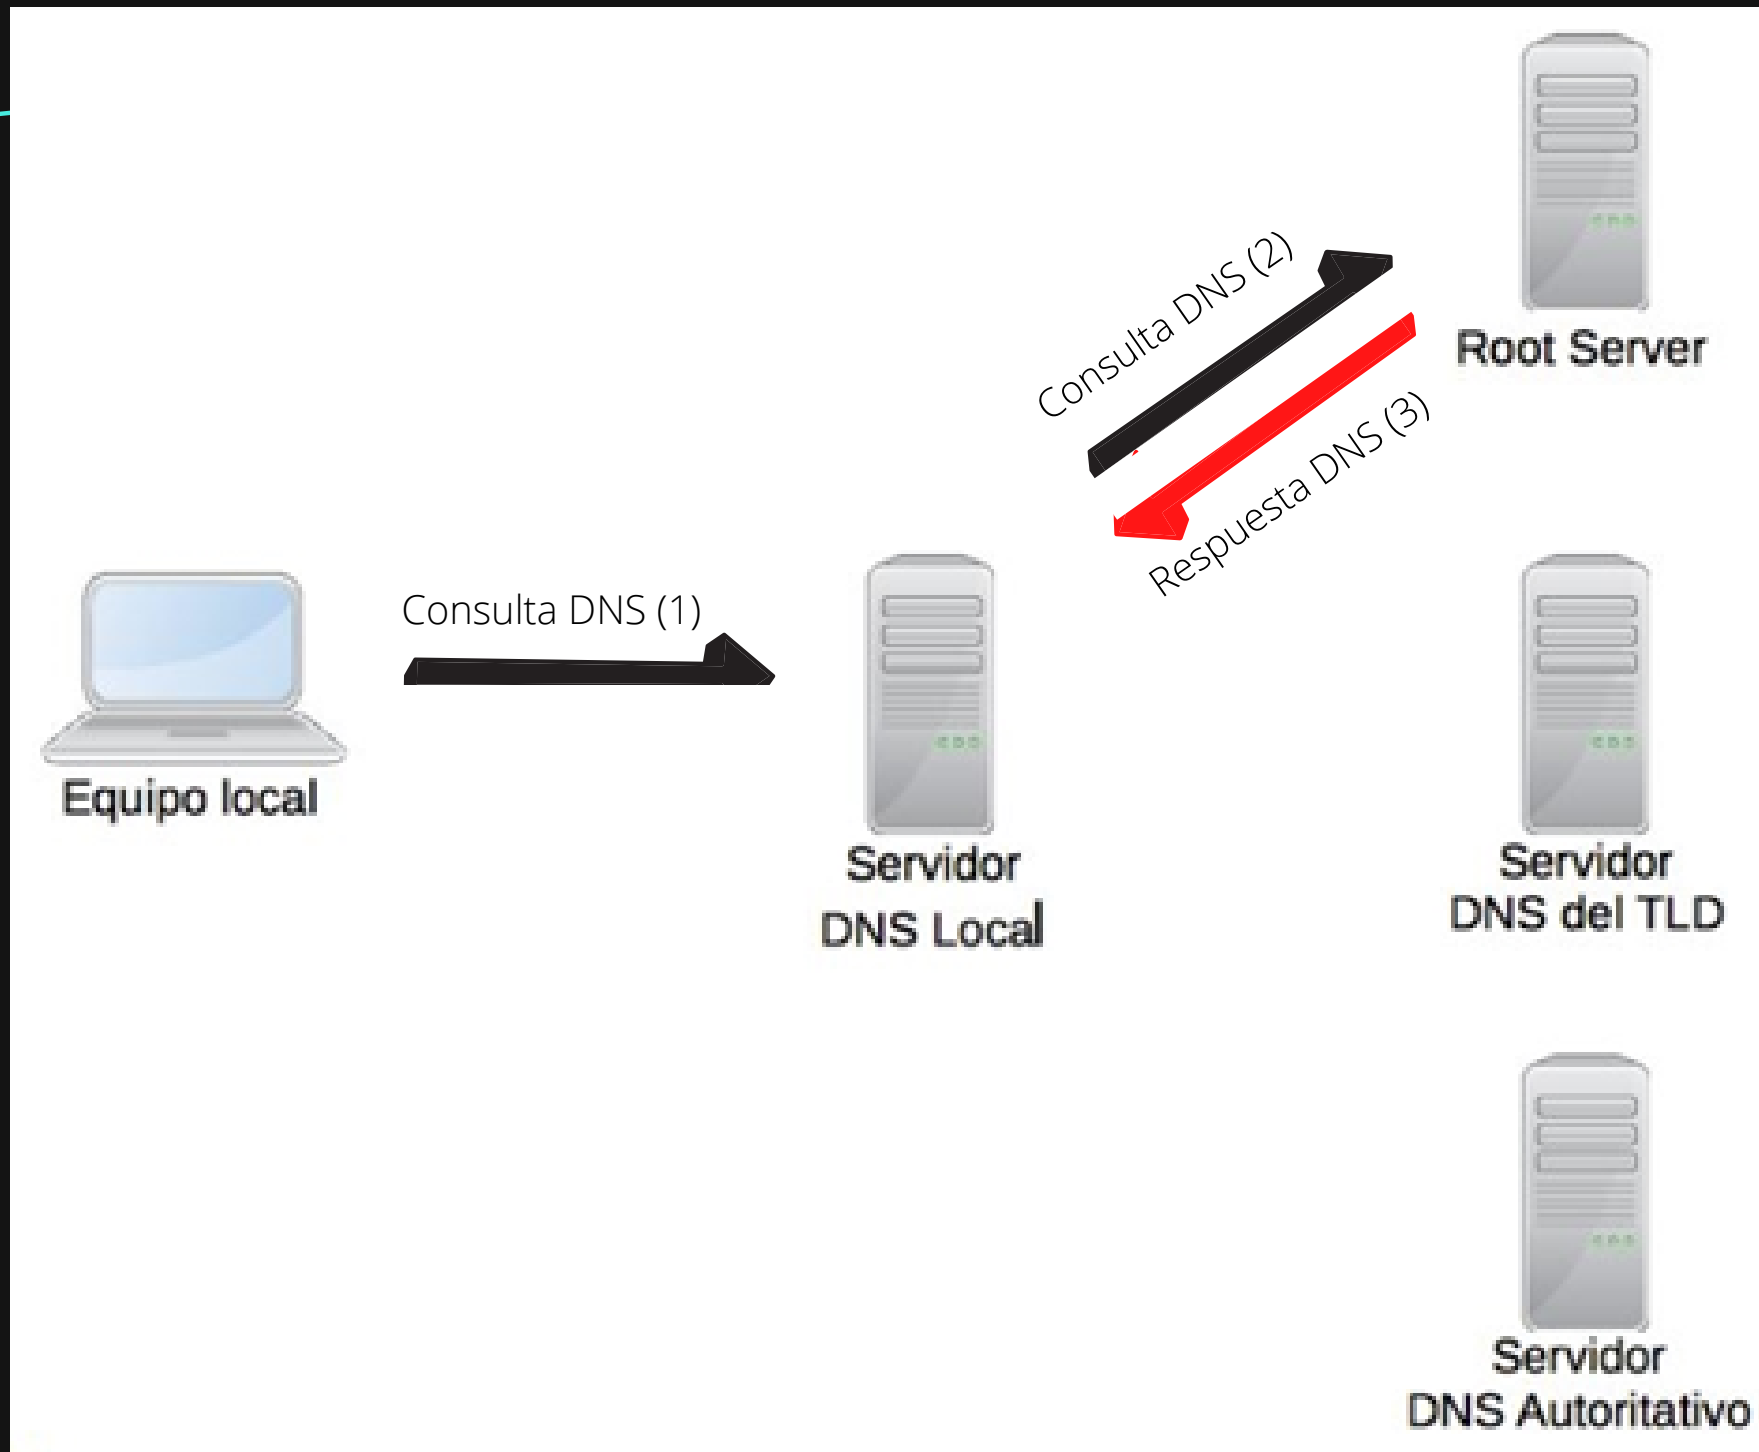 Consulta DNS (2)
Root Server
Respuesta DNS (3)
Consulta DNS (1)
Equipo local
Servidor
DNS Local
Servidor
DNS del TLD
Servidor
DNS Autoritativo